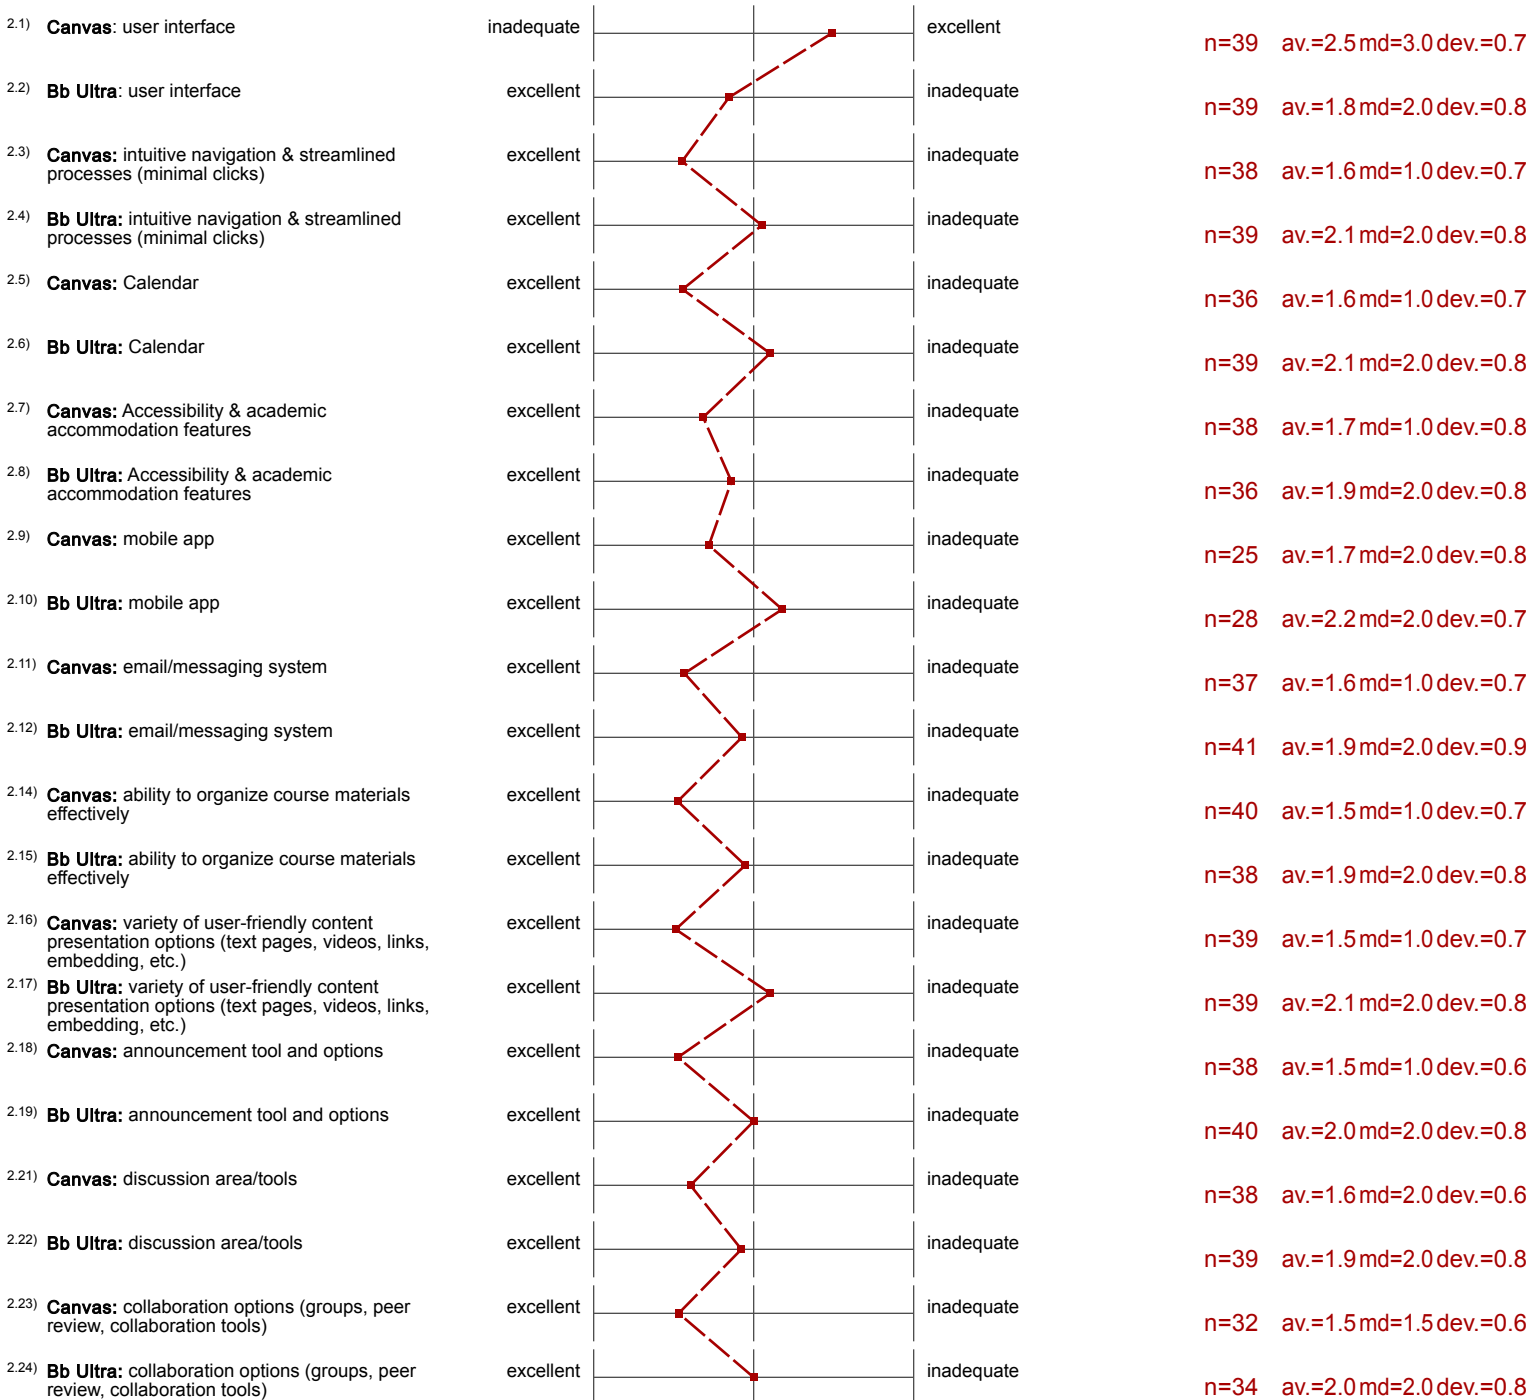 2.1) Canvas: user interface inadequate excellent n=39 av.=2.5 md=3.0 dev.=0.7
2.2) Bb Ultra: user interface excellent inadequate n=39 av.=1.8 md=2.0 dev.=0.8
2.3) Canvas: intuitive navigation & streamlined excellent inadequate
processes (minimal clicks) n=38 av.=1.6 md=1.0 dev.=0.7
2.4) Bb Ultra: intuitive navigation & streamlined excellent inadequate
processes (minimal clicks) n=39 av.=2.1 md=2.0 dev.=0.8
2.5) Canvas: Calendar excellent inadequate n=36 av.=1.6 md=1.0 dev.=0.7
2.6) Bb Ultra: Calendar excellent inadequate n=39 av.=2.1 md=2.0 dev.=0.8
2.7) Canvas: Accessibility & academic excellent inadequate
accommodation features n=38 av.=1.7 md=1.0 dev.=0.8
2.8) Bb Ultra: Accessibility & academic excellent inadequate
accommodation features n=36 av.=1.9 md=2.0 dev.=0.8
2.9) Canvas: mobile app excellent inadequate n=25 av.=1.7 md=2.0 dev.=0.8
2.10) Bb Ultra: mobile app excellent inadequate n=28 av.=2.2 md=2.0 dev.=0.7
2.11) Canvas: email/messaging system excellent inadequate n=37 av.=1.6 md=1.0 dev.=0.7
2.12) Bb Ultra: email/messaging system excellent inadequate n=41 av.=1.9 md=2.0 dev.=0.9
2.14) Canvas: ability to organize course materials excellent inadequate
effectively n=40 av.=1.5 md=1.0 dev.=0.7
2.15) Bb Ultra: ability to organize course materials excellent inadequate
effectively n=38 av.=1.9 md=2.0 dev.=0.8
2.16) Canvas: variety of user-friendly content excellent inadequate
presentation options (text pages, videos, links, n=39 av.=1.5 md=1.0 dev.=0.7
embedding, etc.)
2.17) Bb Ultra: variety of user-friendly content excellent inadequate
presentation options (text pages, videos, links, n=39 av.=2.1 md=2.0 dev.=0.8
embedding, etc.)
2.18) Canvas: announcement tool and options excellent inadequate n=38 av.=1.5 md=1.0 dev.=0.6
2.19) Bb Ultra: announcement tool and options excellent inadequate n=40 av.=2.0 md=2.0 dev.=0.8
2.21) Canvas: discussion area/tools excellent inadequate n=38 av.=1.6 md=2.0 dev.=0.6
2.22) Bb Ultra: discussion area/tools excellent inadequate n=39 av.=1.9 md=2.0 dev.=0.8
2.23) Canvas: collaboration options (groups, peer excellent inadequate
review, collaboration tools) n=32 av.=1.5 md=1.5 dev.=0.6
2.24) Bb Ultra: collaboration options (groups, peer excellent inadequate
review, collaboration tools) n=34 av.=2.0 md=2.0 dev.=0.8